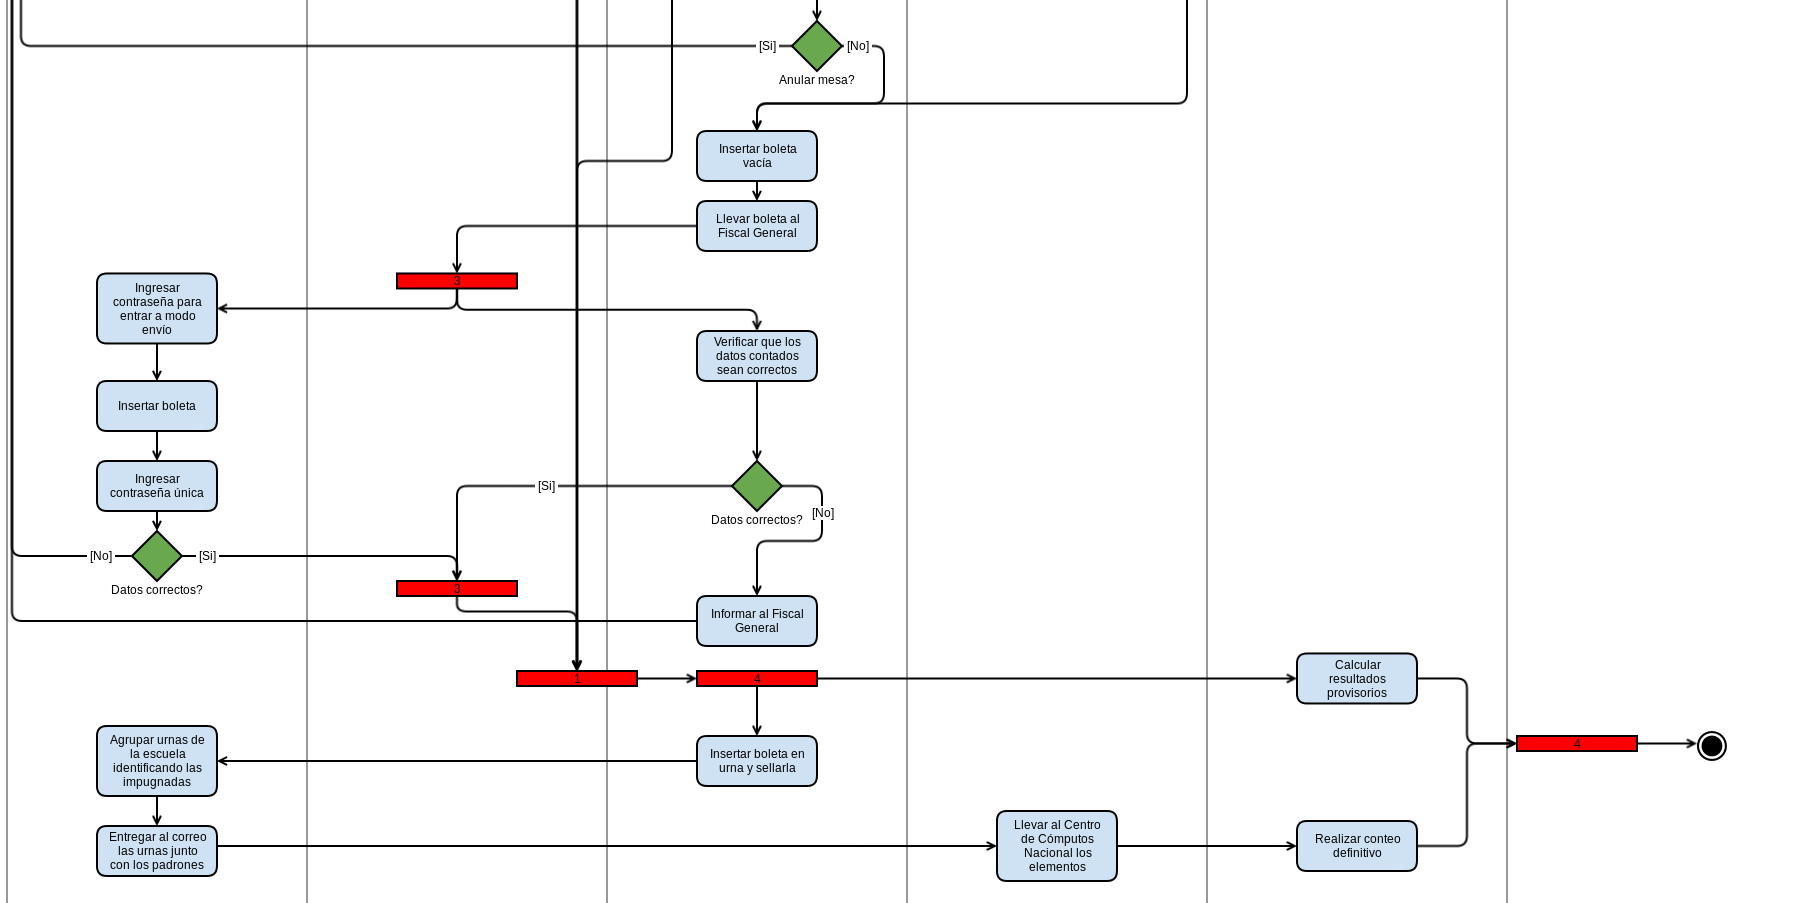 [Si]
[No]
Anular mesa?
Insertar boleta
vacía
Llevar boleta al
Fiscal General
3
Ingresar
contraseña para
entrar a modo
envío
Verificar que los
datos contados
sean correctos
Insertar boleta
Ingresar
contraseña única
[Si]
Datos correctos?
[No]
[No]
[Si]
Datos correctos?
3
Informar al Fiscal
General
1
4
Calcular
resultados
provisorios
Agrupar urnas de
la escuela
identificando las
impugnadas
Insertar boleta en
urna y sellarla
4
Entregar al correo
las urnas junto
con los padrones
Llevar al Centro
de Cómputos
Nacional los
elementos
Realizar conteo
definitivo